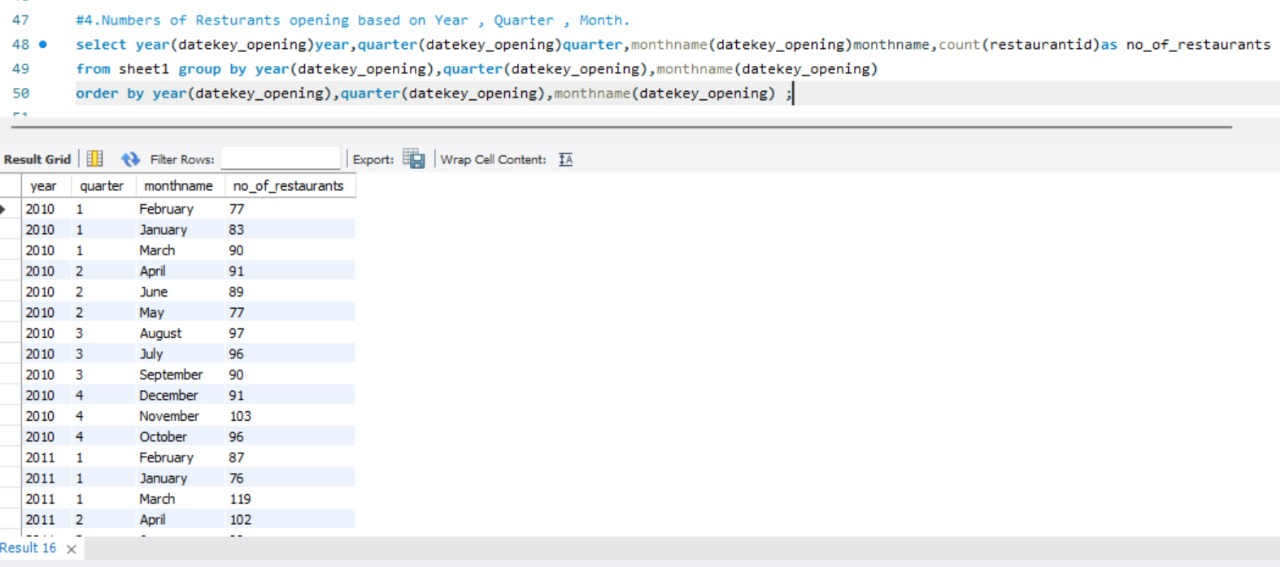 47 #4.Numbers of Resturants opening based on Year , Quarter , Month.
48 select year(datekey_opening)year,quarter(datekey_opening)quarter,monthname(datekey_opening)monthname,count(restaurantid)as no_of_restaurants
49 from sheet1 group by year(datekey_opening),quarter(datekey_opening),monthname(datekey_opening)
50 order by year(datekey_opening),quarter(datekey_opening),monthname(datekey_opening) ;
Result Grid Filter Rows: Export: Wrap Cell Content: IA
year quarter monthname no_of_restaurants
2010 1 February 77
2010 1 January 83
2010 1 March 90
2010 2 April 91
2010 2 June 89
2010 2 May 77
2010 3 August 97
2010 3 July 96
2010 3 September 90
2010 4 December 91
2010 4 November 103
2010 4 October 96
2011 1 February 87
2011 1 January 76
2011 1 March 119
2011 2 April 102
Result 16